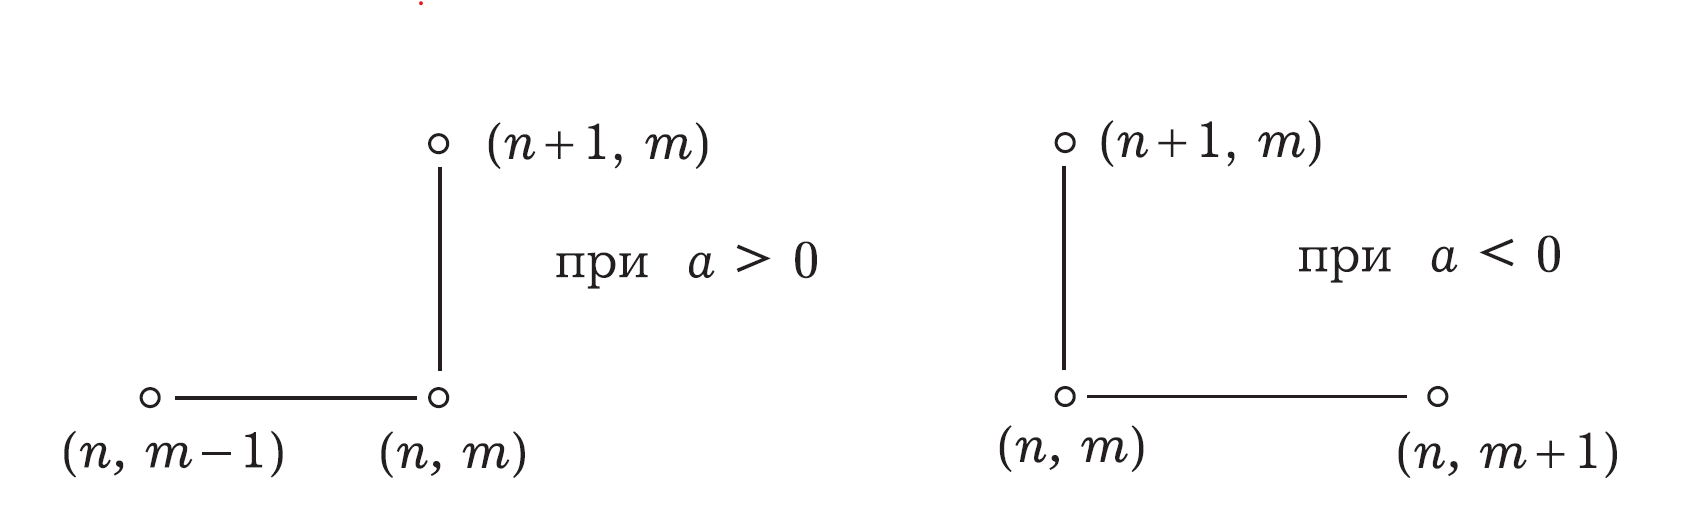 (n+1, m)
при a > 0
(n, m−1)
(n, m)
(n+1, m)
при a < 0
(n, m)
(n, m+1)